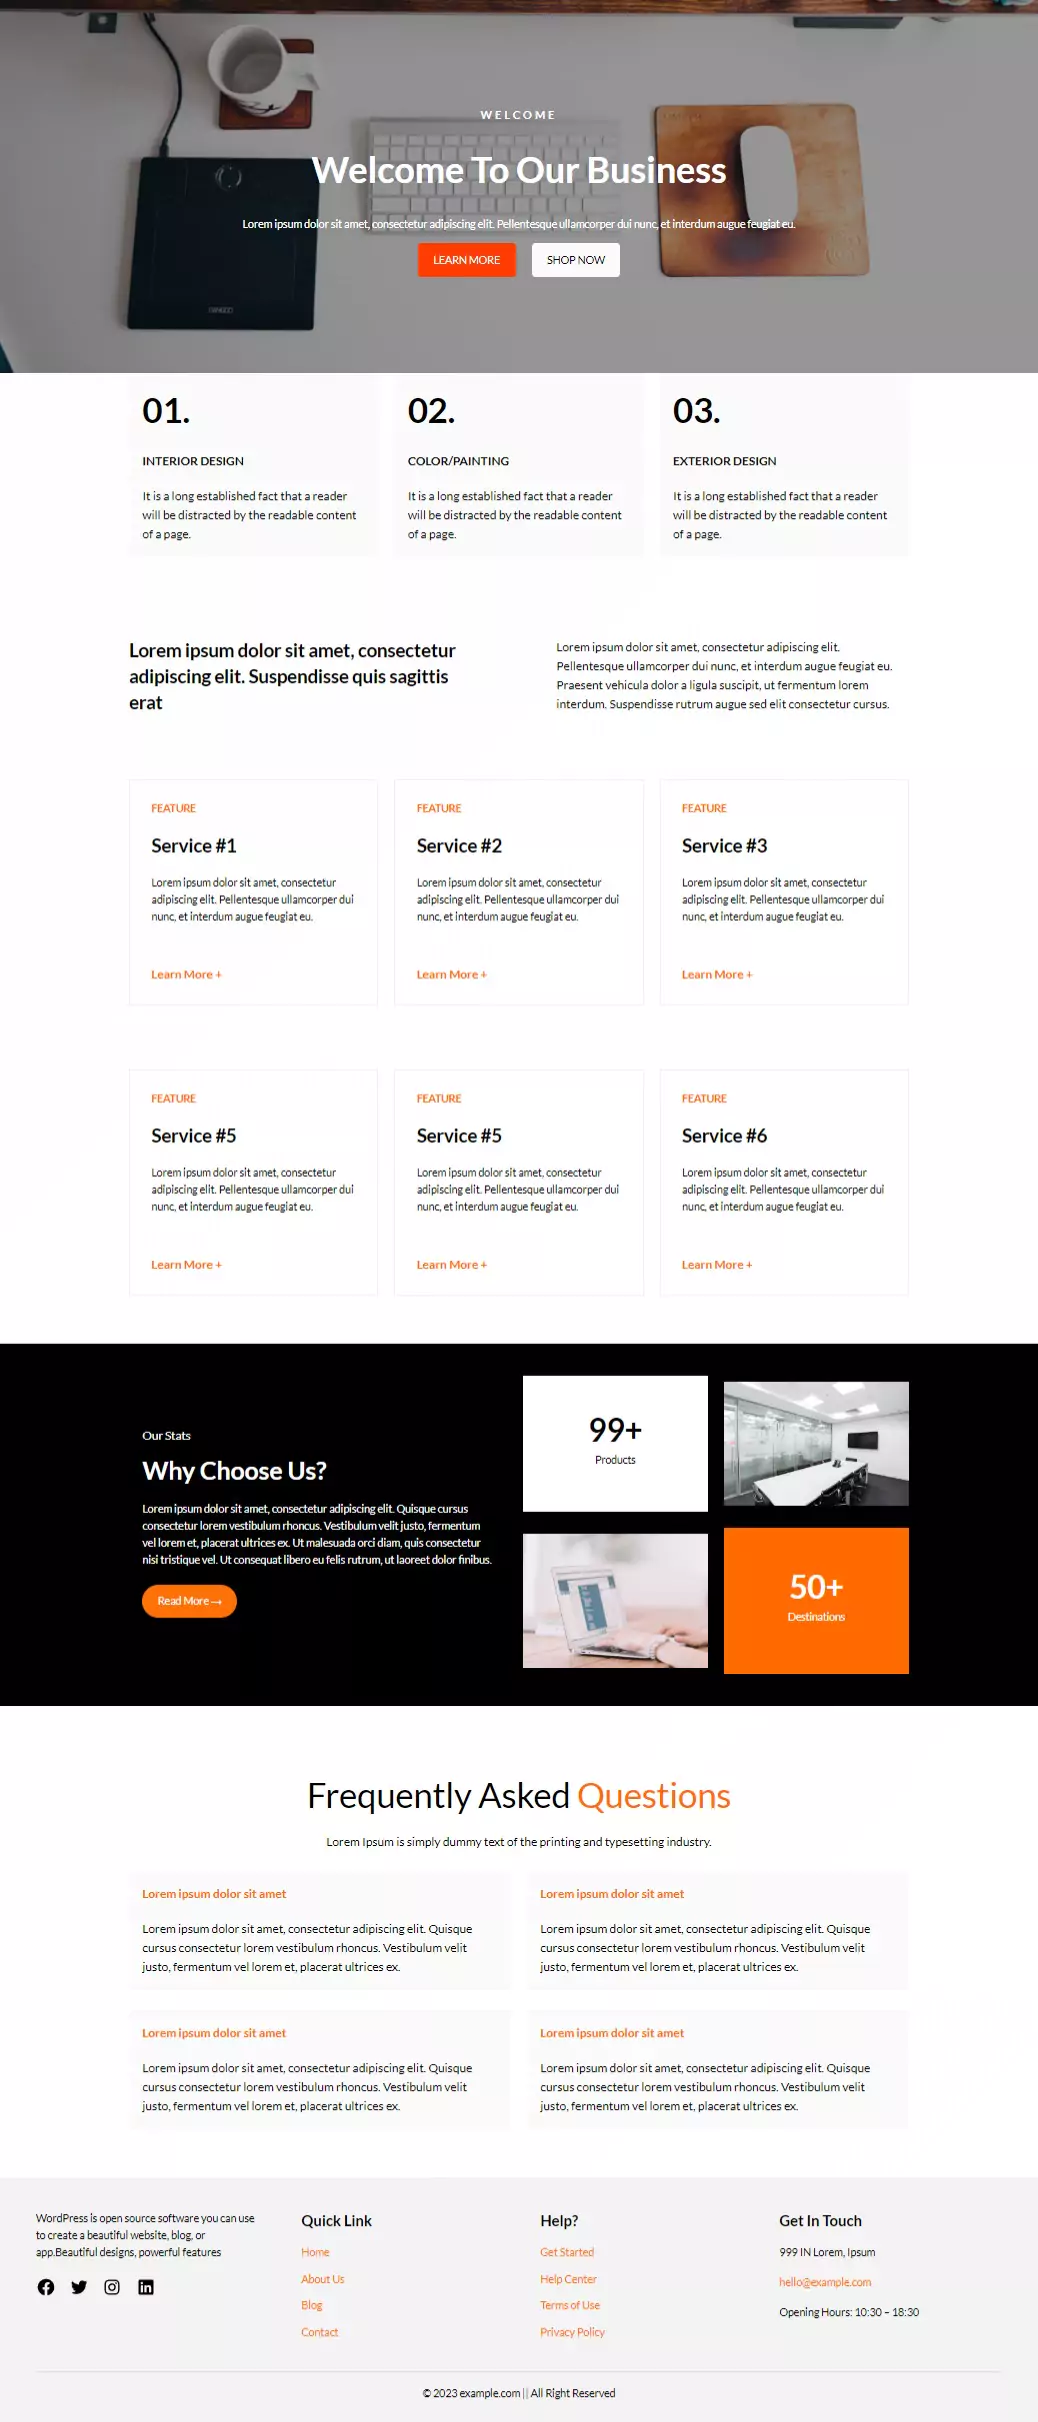 WELCOME
Welcome To Our Business
Lorem ipsum dolor sit amet, consectetur adipiscing elit. Pellentesque ullamcorper dui nunc, et interdum augue feugiat eu.
LEARN MORE
SHOP NOW
01.
INTERIOR DESIGN
It is a long established fact that a reader
will be distracted by the readable content
of a page.
02.
COLOR/PAINTING
It is a long established fact that a reader
will be distracted by the readable content
of a page.
03.
EXTERIOR DESIGN
It is a long established fact that a reader
will be distracted by the readable content
of a page.
Lorem ipsum dolor sit amet, consectetur
adipiscing elit. Suspendisse quis sagittis
erat
Lorem ipsum dolor sit amet, consectetur adipiscing elit.
Pellentesque ullamcorper dui nunc, et interdum augue feugiat eu.
Praesent vehicula dolor a ligula suscipit, ut fermentum lorem
interdum. Suspendisse rutrum augue sed elit consectetur cursus.
FEATURE
Service #1
Lorem ipsum dolor sit amet, consectetur
adipiscing elit. Pellentesque ullamcorper dui
nunc, et interdum augue feugiat eu.
Learn More +
FEATURE
Service #2
Lorem ipsum dolor sit amet, consectetur
adipiscing elit. Pellentesque ullamcorper dui
nunc, et interdum augue feugiat eu.
Learn More +
FEATURE
Service #3
Lorem ipsum dolor sit amet, consectetur
adipiscing elit. Pellentesque ullamcorper dui
nunc, et interdum augue feugiat eu.
Learn More +
FEATURE
Service #5
Lorem ipsum dolor sit amet, consectetur
adipiscing elit. Pellentesque ullamcorper dui
nunc, et interdum augue feugiat eu.
Learn More +
FEATURE
Service #5
Lorem ipsum dolor sit amet, consectetur
adipiscing elit. Pellentesque ullamcorper dui
nunc, et interdum augue feugiat eu.
Learn More +
FEATURE
Service #6
Lorem ipsum dolor sit amet, consectetur
adipiscing elit. Pellentesque ullamcorper dui
nunc, et interdum augue feugiat eu.
Learn More +
Our Stats
Why Choose Us?
Lorem ipsum dolor sit amet, consectetur adipiscing elit. Quisque cursus
consectetur lorem vestibulum rhoncus. Vestibulum velit justo, fermentum
vel lorem et, placerat ultrices ex. Ut malesuada orci diam, quis consectetur
nisi tristique vel. Ut consequat libero eu felis rutrum, ut laoreet dolor finibus.
Read More →
99+
Products
50+
Destinations
Frequently Asked Questions
Lorem Ipsum is simply dummy text of the printing and typesetting industry.
Lorem ipsum dolor sit amet
Lorem ipsum dolor sit amet, consectetur adipiscing elit. Quisque
cursus consectetur lorem vestibulum rhoncus. Vestibulum velit
justo, fermentum vel lorem et, placerat ultrices ex.
Lorem ipsum dolor sit amet
Lorem ipsum dolor sit amet, consectetur adipiscing elit. Quisque
cursus consectetur lorem vestibulum rhoncus. Vestibulum velit
justo, fermentum vel lorem et, placerat ultrices ex.
Lorem ipsum dolor sit amet
Lorem ipsum dolor sit amet, consectetur adipiscing elit. Quisque
cursus consectetur lorem vestibulum rhoncus. Vestibulum velit
justo, fermentum vel lorem et, placerat ultrices ex.
Lorem ipsum dolor sit amet
Lorem ipsum dolor sit amet, consectetur adipiscing elit. Quisque
cursus consectetur lorem vestibulum rhoncus. Vestibulum velit
justo, fermentum vel lorem et, placerat ultrices ex.
WordPress is open source software you can use
to create a beautiful website, blog, or
app.Beautiful designs, powerful features
Quick Link
Home
About Us
Blog
Contact
Help?
Get Started
Help Center
Terms of Use
Privacy Policy
Get In Touch
999 IN Lorem, Ipsum
hello@example.com
Opening Hours: 10:30 – 18:30
© 2023 example.com || All Right Reserved